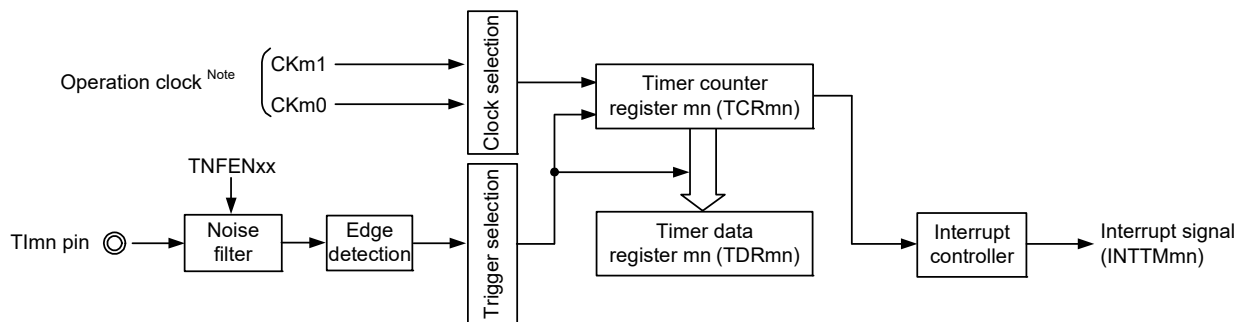 Operation clock Note
CKm1
CKm0
Clock selection
Timer counter
register mn (TCRmn)
TNFENxx
TImn pin
Noise
filter
Edge
detection
Trigger selection
Timer data
register mn (TDRmn)
Interrupt
controller
Interrupt signal
(INTTMmn)